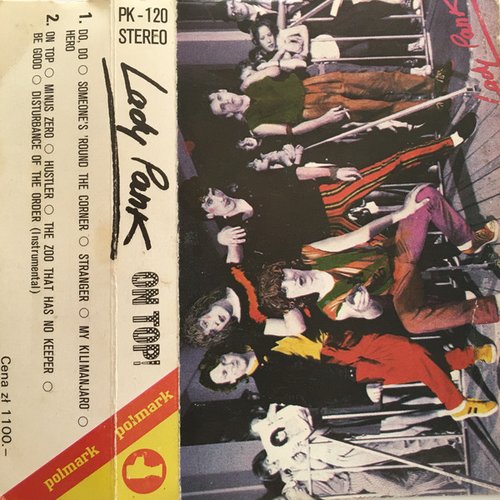 1. DO, DO ○ SOMEONE'S 'ROUND THE CORNER ○ STRANGER ○ MY KILIMANJARO ○
HERO
2. ON TOP ○ MINUS ZERO ○ HUSTLER ○ THE ZOO THAT HAS NO KEEPER ○
BE GOOD ○ DISTURBANCE OF THE ORDER (Instrumental)
Cena zł 1100,-
polmark
PK-120
STEREO
Lady Pank ON TOP!
polmark
Lady Pank